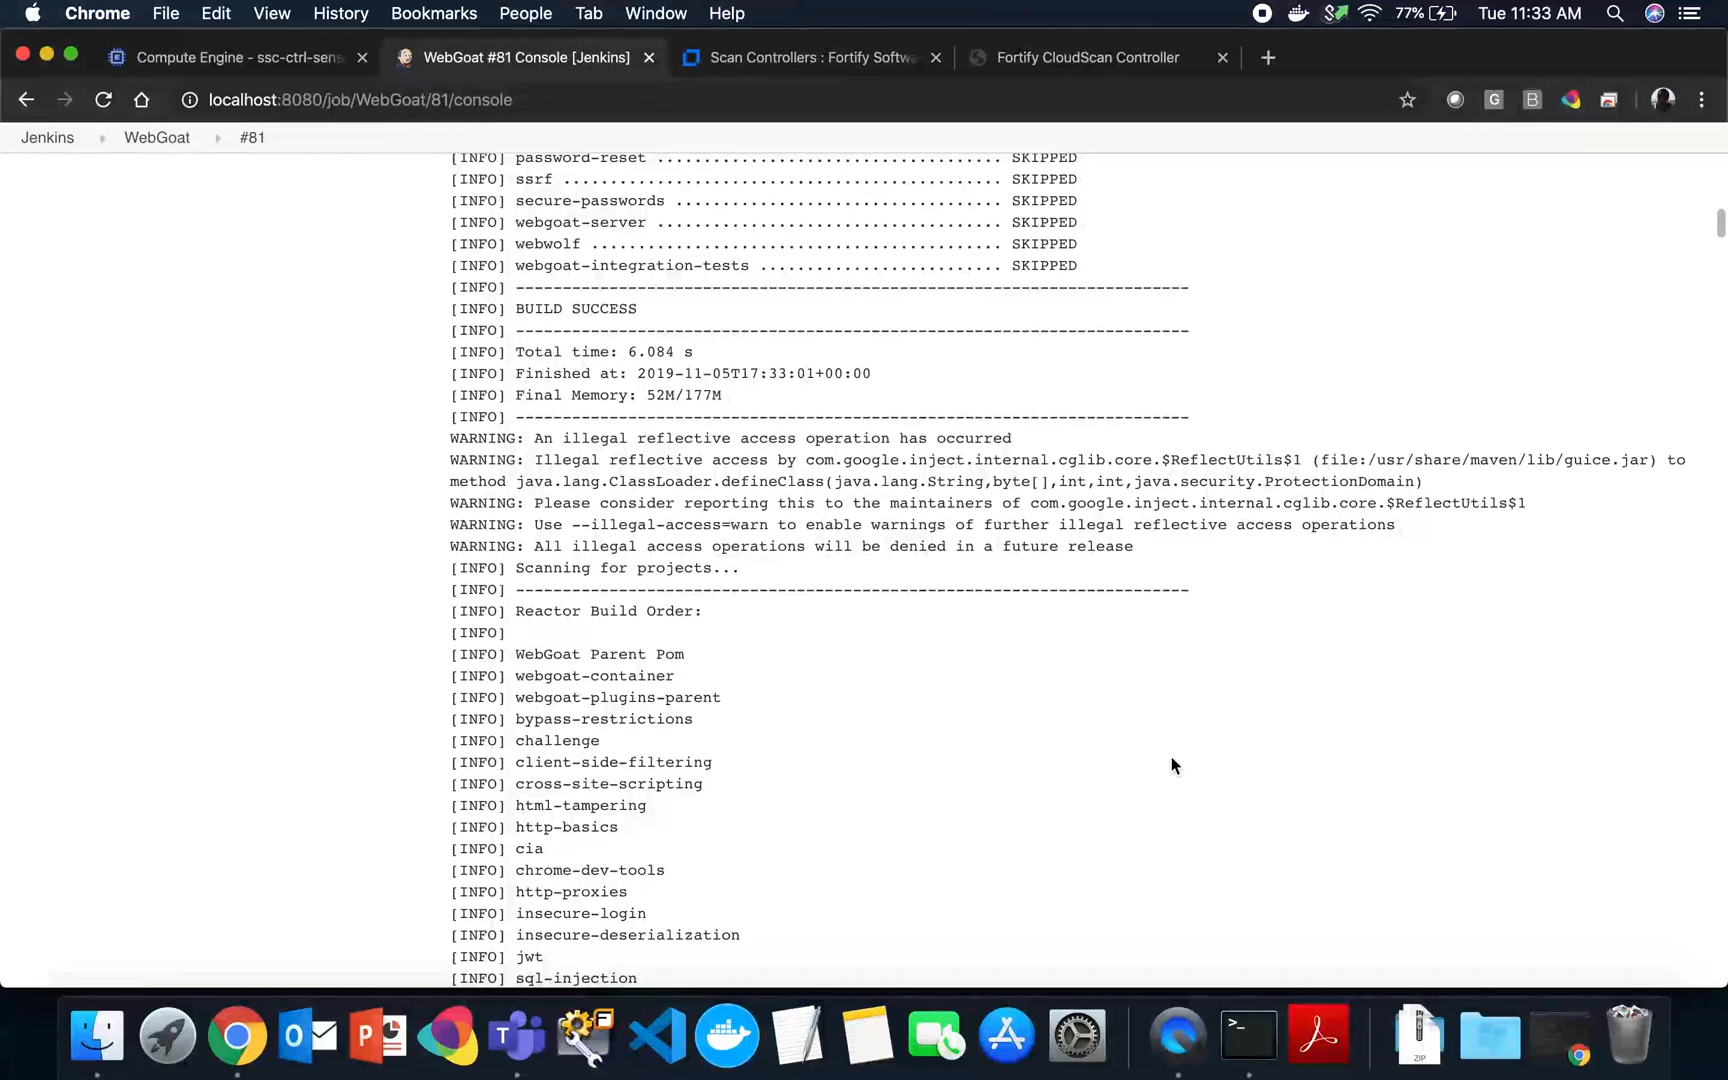 Chrome File Edit View History Bookmarks People Tab Window Help 77% Tue 11:33 AM
Compute Engine - ssc-ctrl-sens
WebGoat #81 Console [Jenkins]
Scan Controllers : Fortify Softwa
Fortify CloudScan Controller
localhost:8080/job/WebGoat/81/console
Jenkins WebGoat #81
[INFO] password-reset ..................................... SKIPPED
[INFO] ssrf ............................................... SKIPPED
[INFO] secure-passwords ................................... SKIPPED
[INFO] webgoat-server ..................................... SKIPPED
[INFO] webwolf ............................................ SKIPPED
[INFO] webgoat-integration-tests .......................... SKIPPED
[INFO] ------------------------------------------------------------------------
[INFO] BUILD SUCCESS
[INFO] ------------------------------------------------------------------------
[INFO] Total time: 6.084 s
[INFO] Finished at: 2019-11-05T17:33:01+00:00
[INFO] Final Memory: 52M/177M
[INFO] ------------------------------------------------------------------------
WARNING: An illegal reflective access operation has occurred
WARNING: Illegal reflective access by com.google.inject.internal.cglib.core.$ReflectUtils$1 (file:/usr/share/maven/lib/guice.jar) to
method java.lang.ClassLoader.defineClass(java.lang.String,byte[],int,int,java.security.ProtectionDomain)
WARNING: Please consider reporting this to the maintainers of com.google.inject.internal.cglib.core.$ReflectUtils$1
WARNING: Use --illegal-access=warn to enable warnings of further illegal reflective access operations
WARNING: All illegal access operations will be denied in a future release
[INFO] Scanning for projects...
[INFO] ------------------------------------------------------------------------
[INFO] Reactor Build Order:
[INFO]
[INFO] WebGoat Parent Pom
[INFO] webgoat-container
[INFO] webgoat-plugins-parent
[INFO] bypass-restrictions
[INFO] challenge
[INFO] client-side-filtering
[INFO] cross-site-scripting
[INFO] html-tampering
[INFO] http-basics
[INFO] cia
[INFO] chrome-dev-tools
[INFO] http-proxies
[INFO] insecure-login
[INFO] insecure-deserialization
[INFO] jwt
[INFO] sql-injection
ZIP